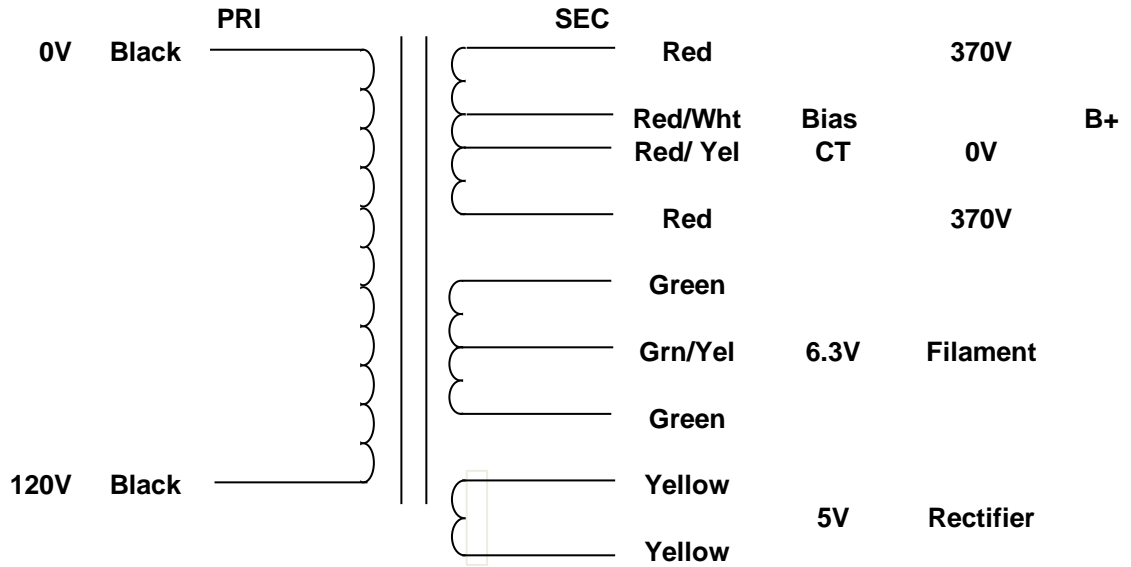 PRI SEC
0V Black Red 370V
Red/Wht Bias B+
Red/ Yel CT 0V
Red 370V
Green
Grn/Yel 6.3V Filament
Green
120V Black Yellow
5V Rectifier
Yellow